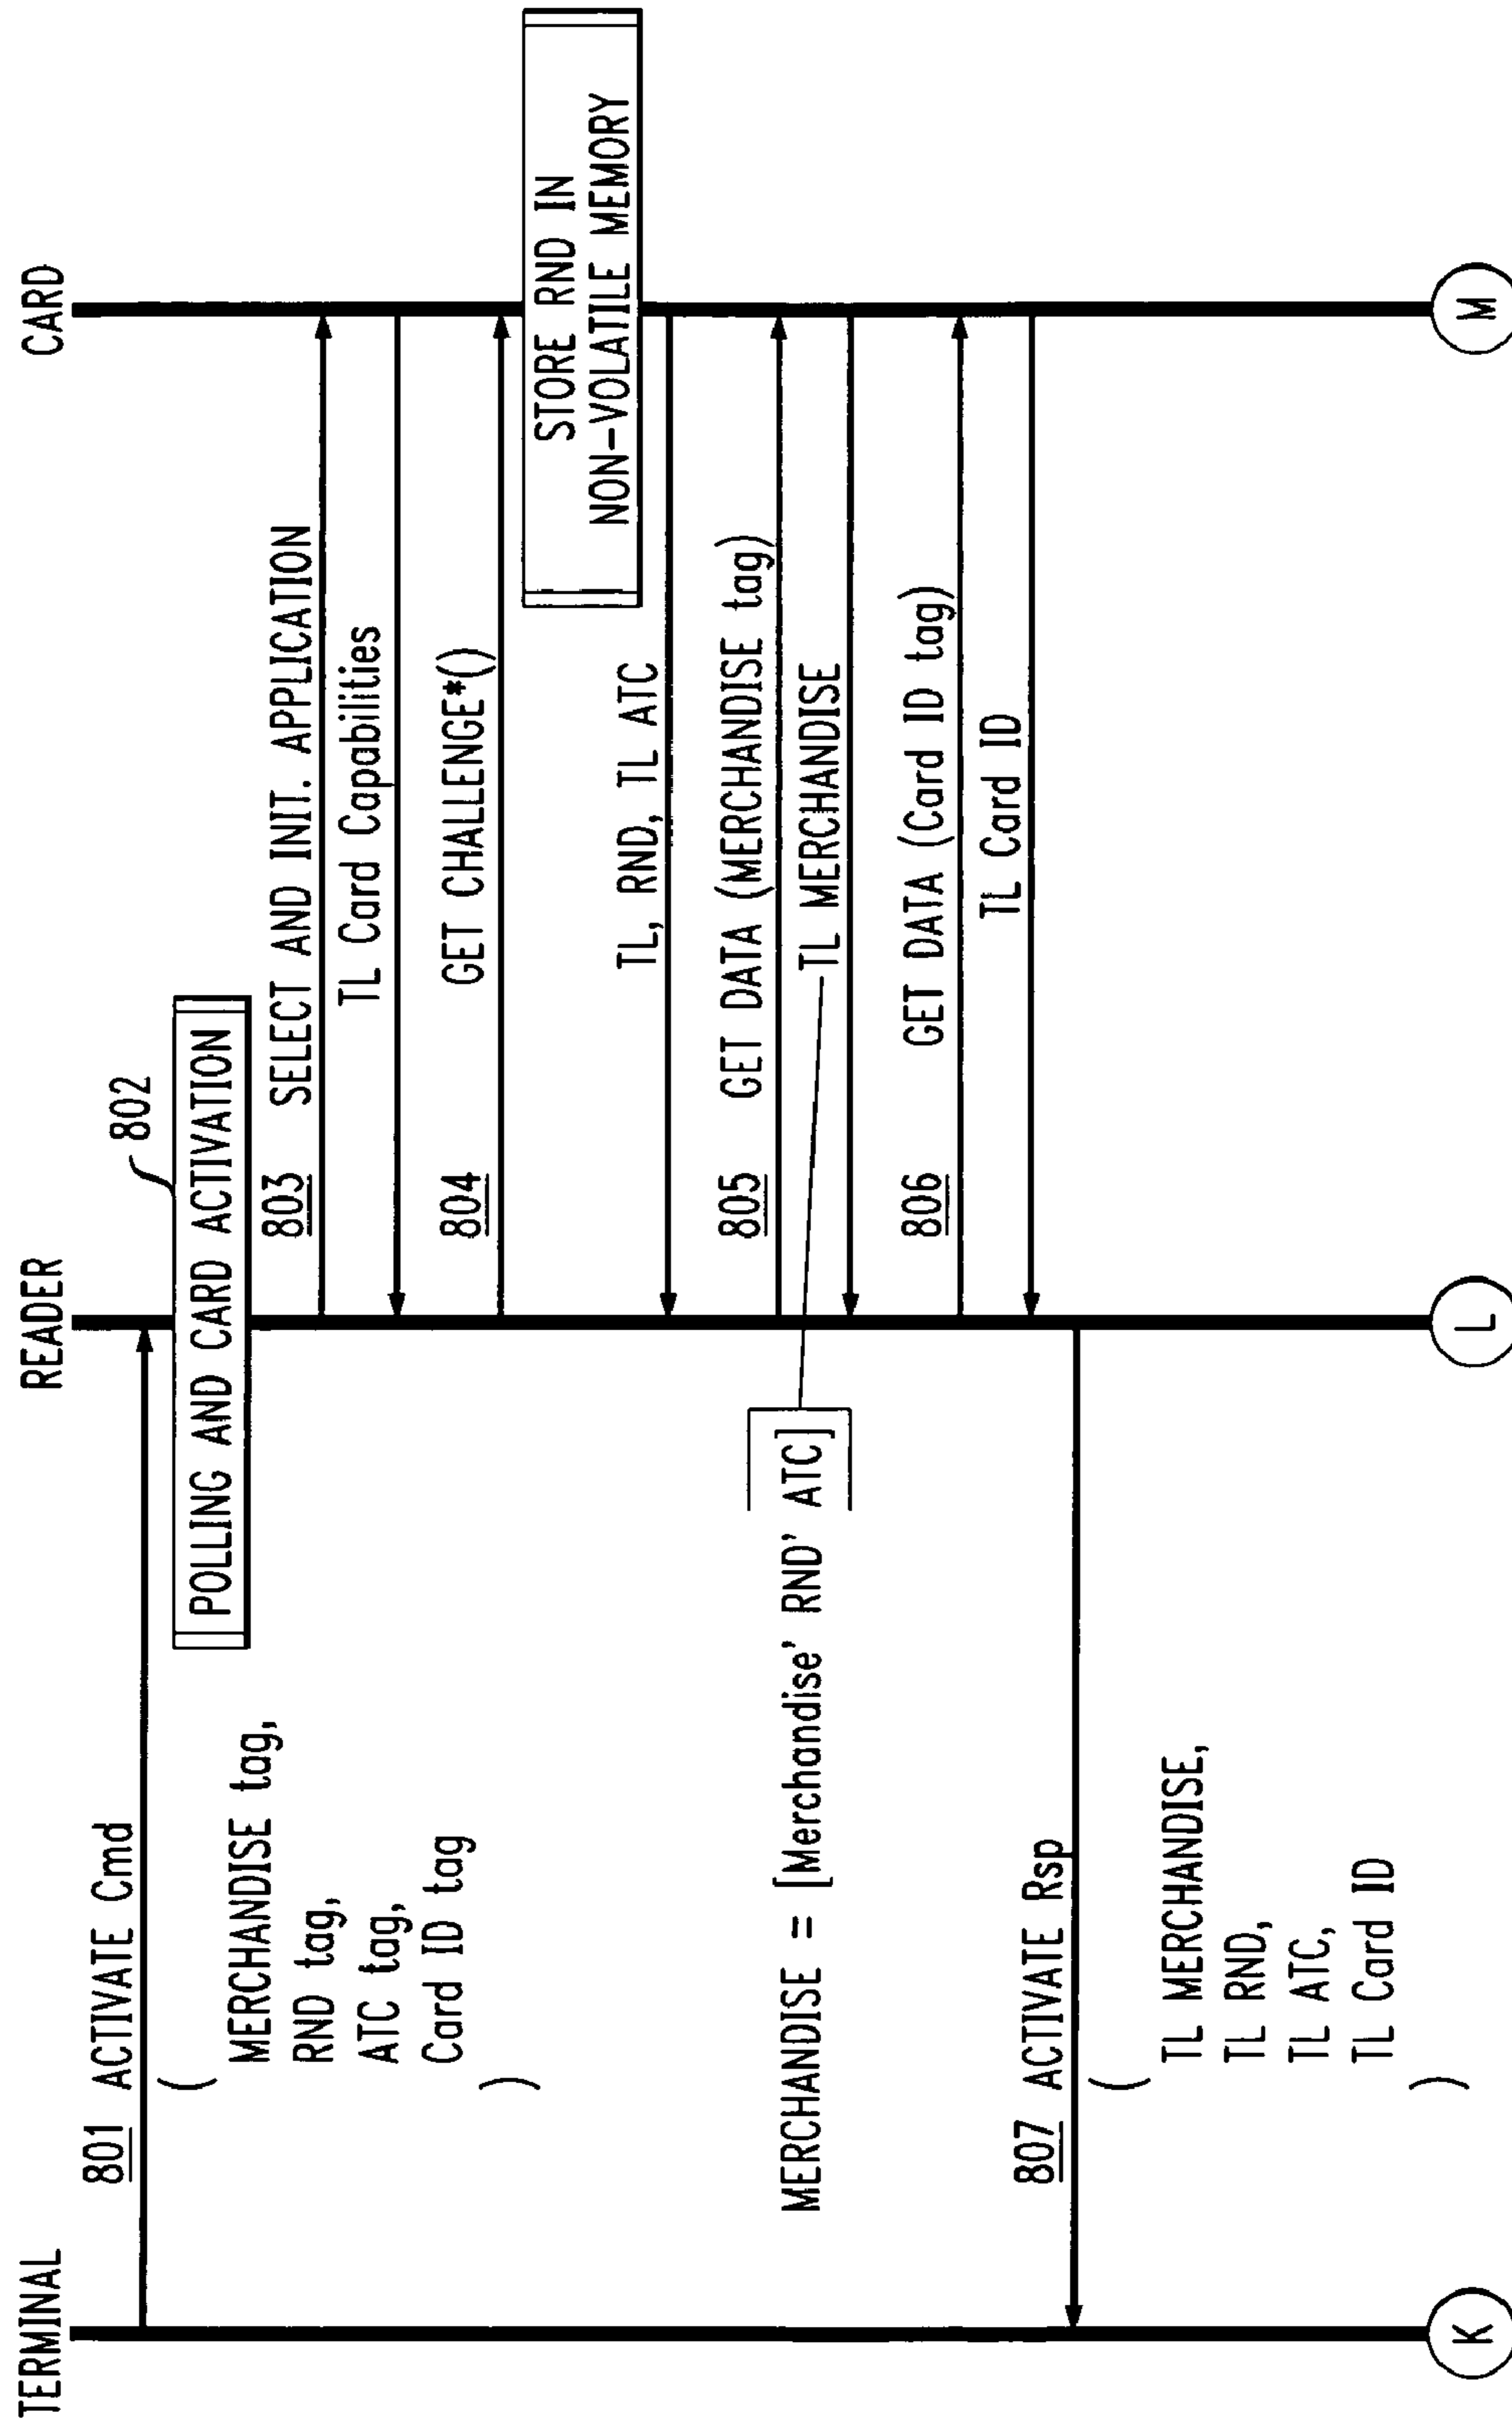 TERMINAL
READER
CARD
801 ACTIVATE Cmd
(
MERCHANDISE tag,
RND tag,
ATC tag,
Card ID tag
)
802
POLLING AND CARD ACTIVATION
803 SELECT AND INIT. APPLICATION
TL Card Capabilities
804 GET CHALLENGE*()
STORE RND IN
NON-VOLATILE MEMORY
TL, RND, TL ATC
805 GET DATA (MERCHANDISE tag)
TL MERCHANDISE
MERCHANDISE = [Merchandise' RND' ATC]
806 GET DATA (Card ID tag)
TL Card ID
807 ACTIVATE Rsp
(
TL MERCHANDISE,
TL RND,
TL ATC,
TL Card ID
)
K
L
M